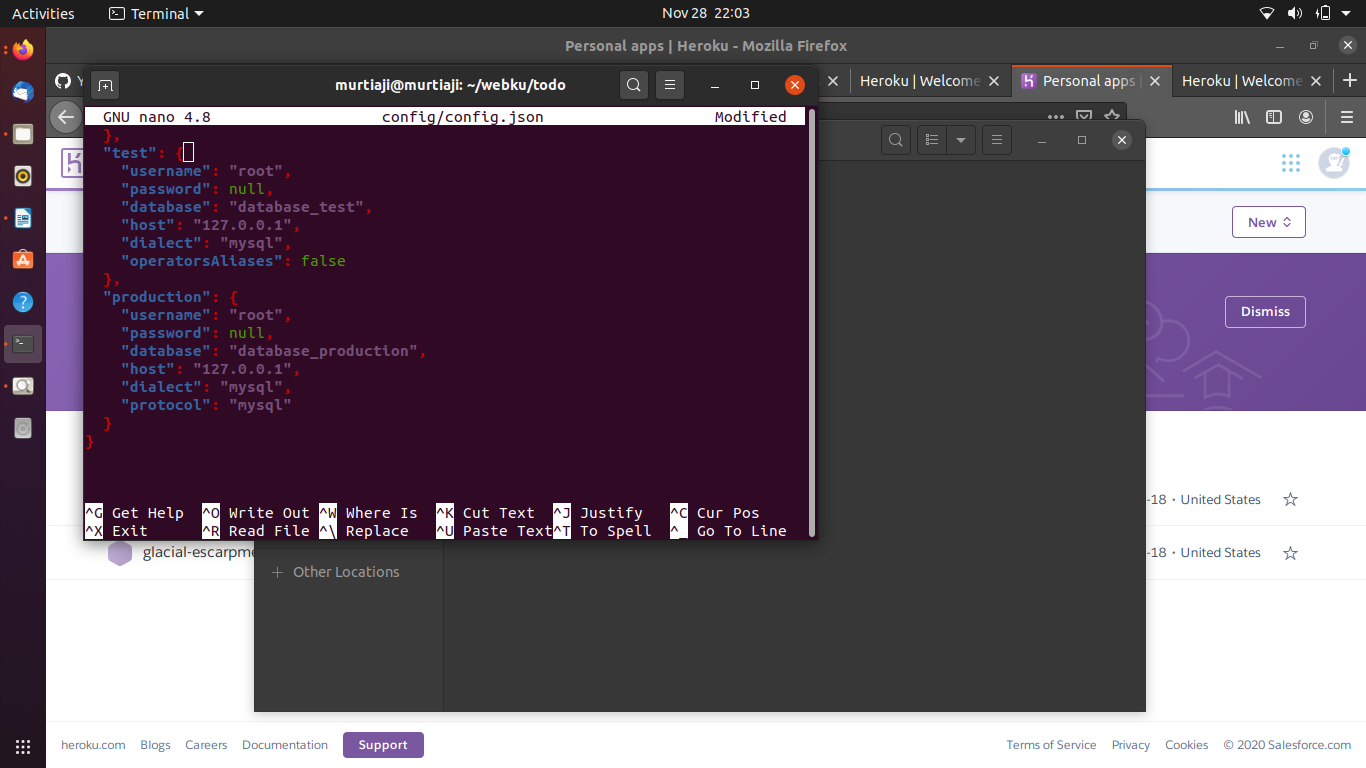 Activities
Terminal
Nov 28 22:03
Personal apps | Heroku - Mozilla Firefox
Heroku | Welcome
Personal apps
Heroku | Welcome
murtiaji@murtiaji: ~/webku/todo
GNU nano 4.8 config/config.json Modified
},
"test": {
"username": "root",
"password": null,
"database": "database_test",
"host": "127.0.0.1",
"dialect": "mysql",
"operatorsAliases": false
},
"production": {
"username": "root",
"password": null,
"database": "database_production",
"host": "127.0.0.1",
"dialect": "mysql",
"protocol": "mysql"
}
}
^G Get Help ^O Write Out ^W Where Is ^K Cut Text ^J Justify ^C Cur Pos
^X Exit ^R Read File ^\ Replace ^U Paste Text ^T To Spell ^_ Go To Line
New
Dismiss
-18 · United States
glacial-escarpme
-18 · United States
+ Other Locations
heroku.com Blogs Careers Documentation Support
Terms of Service Privacy Cookies © 2020 Salesforce.com